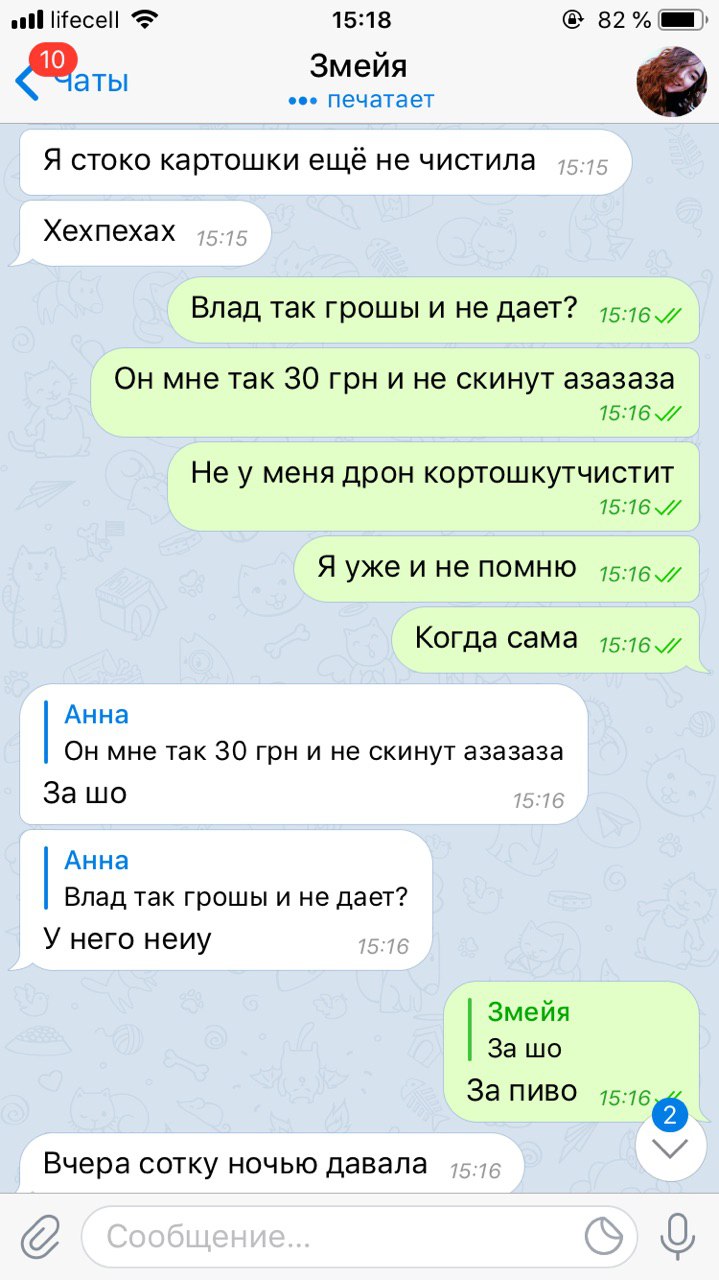 lifecell 15:18 82 %
10
Чаты
Змейя
печатает
Я стоко картошки ещё не чистила 15:15
Хехпехах 15:15
Влад так грошы и не дает? 15:16
Он мне так 30 грн и не скинут азазаза
15:16
Не у меня дрон кортошкутчистит
15:16
Я уже и не помню 15:16
Когда сама 15:16
Анна
Он мне так 30 грн и не скинут азазаза
За шо 15:16
Анна
Влад так грошы и не дает?
У него неиу 15:16
Змейя
За шо
За пиво 15:16
2
Вчера сотку ночью давала 15:16
Сообщение...